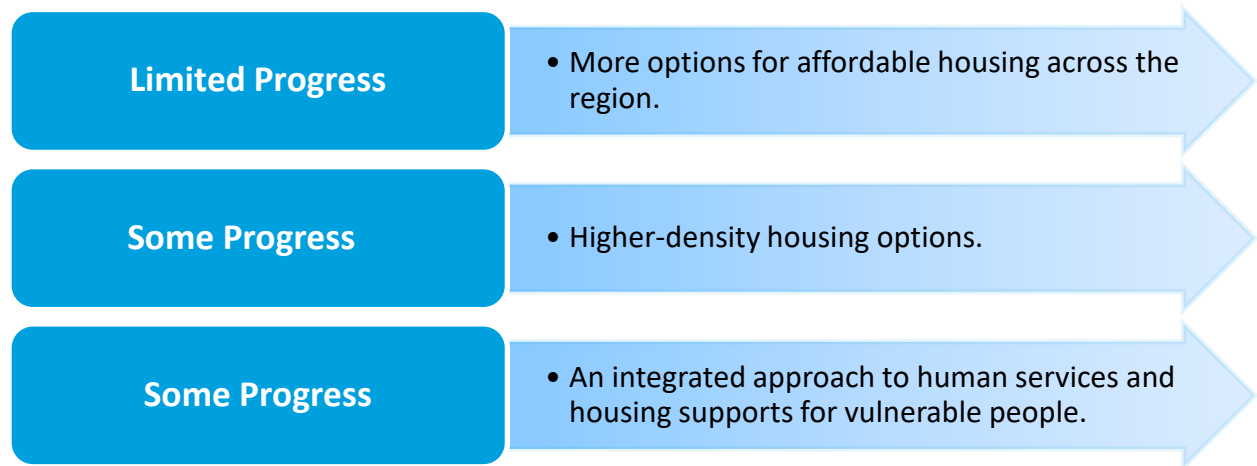 Limited Progress
• More options for affordable housing across the
region.
Some Progress
• Higher-density housing options.
Some Progress
• An integrated approach to human services and
housing supports for vulnerable people.